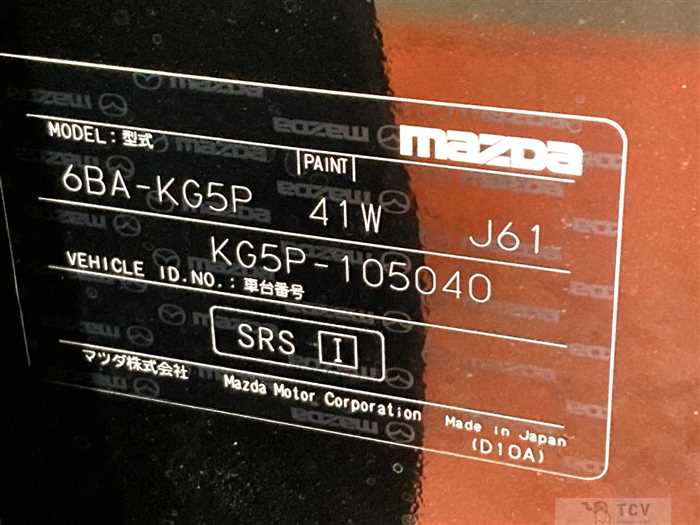 mazda
MODEL : 型式
PAINT
6BA-KG5P 41W J61
KG5P-105040
VEHICLE ID.NO. : 車台番号
SRS I
マツダ株式会社 Mazda Motor Corporation Made in Japan
(D10A)
TCV